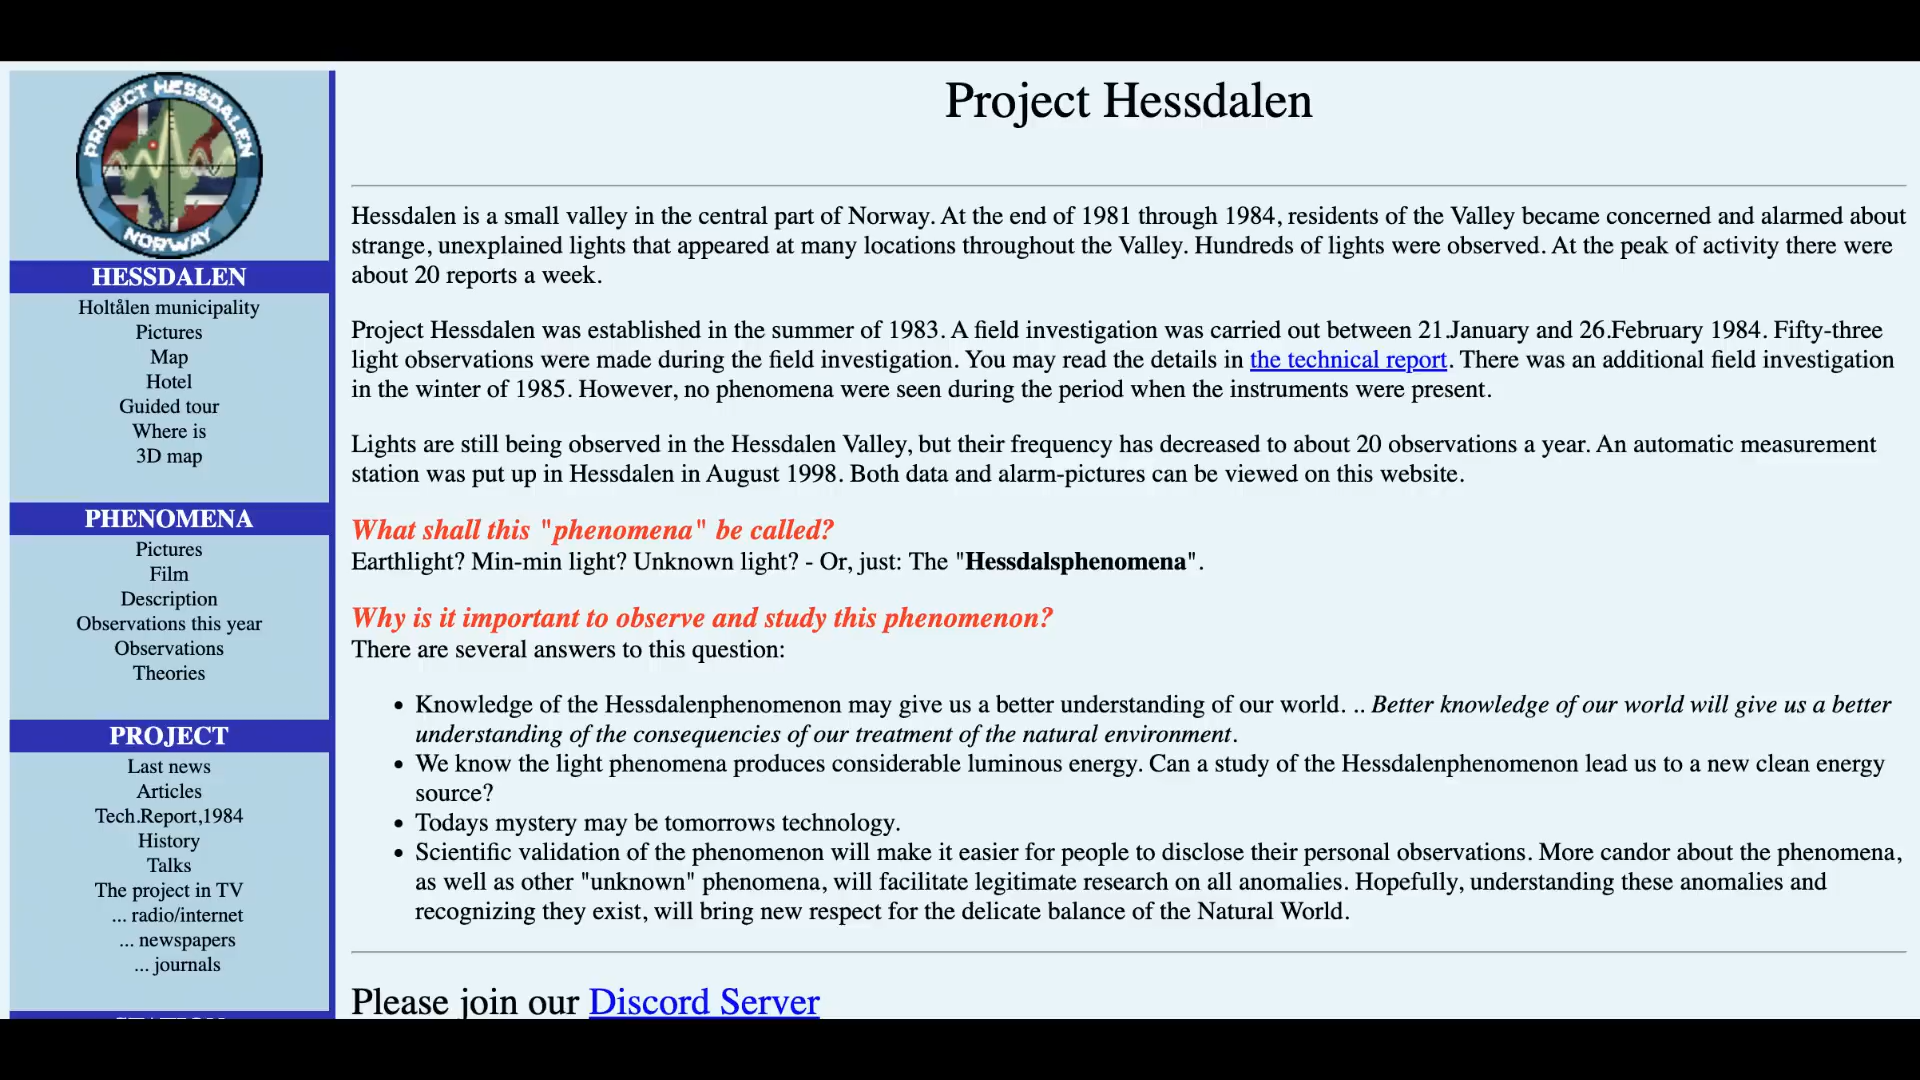 PROJECT HESSDALEN
NORWAY
HESSDALEN
Holtålen municipality
Pictures
Map
Hotel
Guided tour
Where is
3D map
PHENOMENA
Pictures
Film
Description
Observations this year
Observations
Theories
PROJECT
Last news
Articles
Tech.Report,1984
History
Talks
The project in TV
... radio/internet
... newspapers
... journals
Project Hessdalen
Hessdalen is a small valley in the central part of Norway. At the end of 1981 through 1984, residents of the Valley became concerned and alarmed about
strange, unexplained lights that appeared at many locations throughout the Valley. Hundreds of lights were observed. At the peak of activity there were
about 20 reports a week.
Project Hessdalen was established in the summer of 1983. A field investigation was carried out between 21.January and 26.February 1984. Fifty-three
light observations were made during the field investigation. You may read the details in the technical report. There was an additional field investigation
in the winter of 1985. However, no phenomena were seen during the period when the instruments were present.
Lights are still being observed in the Hessdalen Valley, but their frequency has decreased to about 20 observations a year. An automatic measurement
station was put up in Hessdalen in August 1998. Both data and alarm-pictures can be viewed on this website.
What shall this "phenomena" be called?
Earthlight? Min-min light? Unknown light? - Or, just: The "Hessdalsphenomena".
Why is it important to observe and study this phenomenon?
There are several answers to this question:
• Knowledge of the Hessdalenphenomenon may give us a better understanding of our world. .. Better knowledge of our world will give us a better
understanding of the consequencies of our treatment of the natural environment.
• We know the light phenomena produces considerable luminous energy. Can a study of the Hessdalenphenomenon lead us to a new clean energy
source?
• Todays mystery may be tomorrows technology.
• Scientific validation of the phenomenon will make it easier for people to disclose their personal observations. More candor about the phenomena,
as well as other "unknown" phenomena, will facilitate legitimate research on all anomalies. Hopefully, understanding these anomalies and
recognizing they exist, will bring new respect for the delicate balance of the Natural World.
Please join our Discord Server